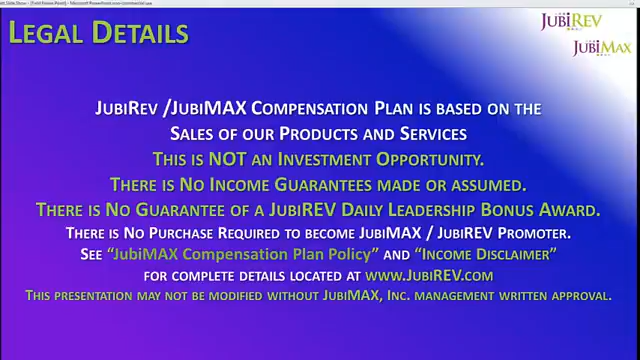 LEGAL DETAILS
JUBIREV
JUBIMAX
JUBIREV /JUBIMAX COMPENSATION PLAN IS BASED ON THE
SALES OF OUR PRODUCTS AND SERVICES
THIS IS NOT AN INVESTMENT OPPORTUNITY.
THERE IS NO INCOME GUARANTEES MADE OR ASSUMED.
THERE IS NO GUARANTEE OF A JUBIREV DAILY LEADERSHIP BONUS AWARD.
THERE IS NO PURCHASE REQUIRED TO BECOME JUBIMAX / JUBIREV PROMOTER.
SEE “JubiMAX Compensation Plan Policy” AND “INCOME DISCLAIMER”
FOR COMPLETE DETAILS LOCATED AT WWW.JUBIREV.COM
THIS PRESENTATION MAY NOT BE MODIFIED WITHOUT JUBIMAX, INC. MANAGEMENT WRITTEN APPROVAL.